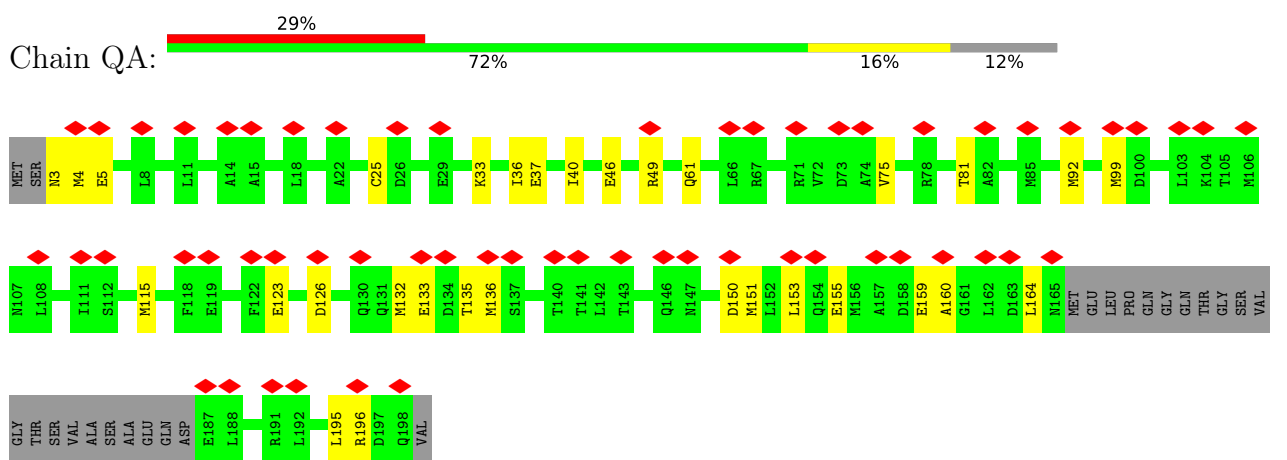 29%
Chain QA:
72% 16% 12%
MET SER N3 M4 E5 L8 L11 A14 A15 L18 A22 C25 D26 E29 K33 I36 E37 I40 E46 R49 Q61 L66 R67 R71 V72 D73 A74 V75 R78 T81 A82 M85 M92 M99 D100 L103 K104 T105 M106
N107 L108 I111 S112 M115 F118 E119 F122 E123 D126 Q130 Q131 M132 E133 D134 T135 M136 S137 T140 T141 L142 T143 Q146 N147 D150 M151 L152 L153 Q154 E155 M156 A157 D158 E159 A160 G161 L162 D163 L164 N165 MET GLU LEU PRO GLN GLY GLN THR GLY SER VAL
GLY THR SER VAL ALA SER ALA GLU GLN ASP E187 L188 R191 L192 L195 R196 D197 Q198 VAL